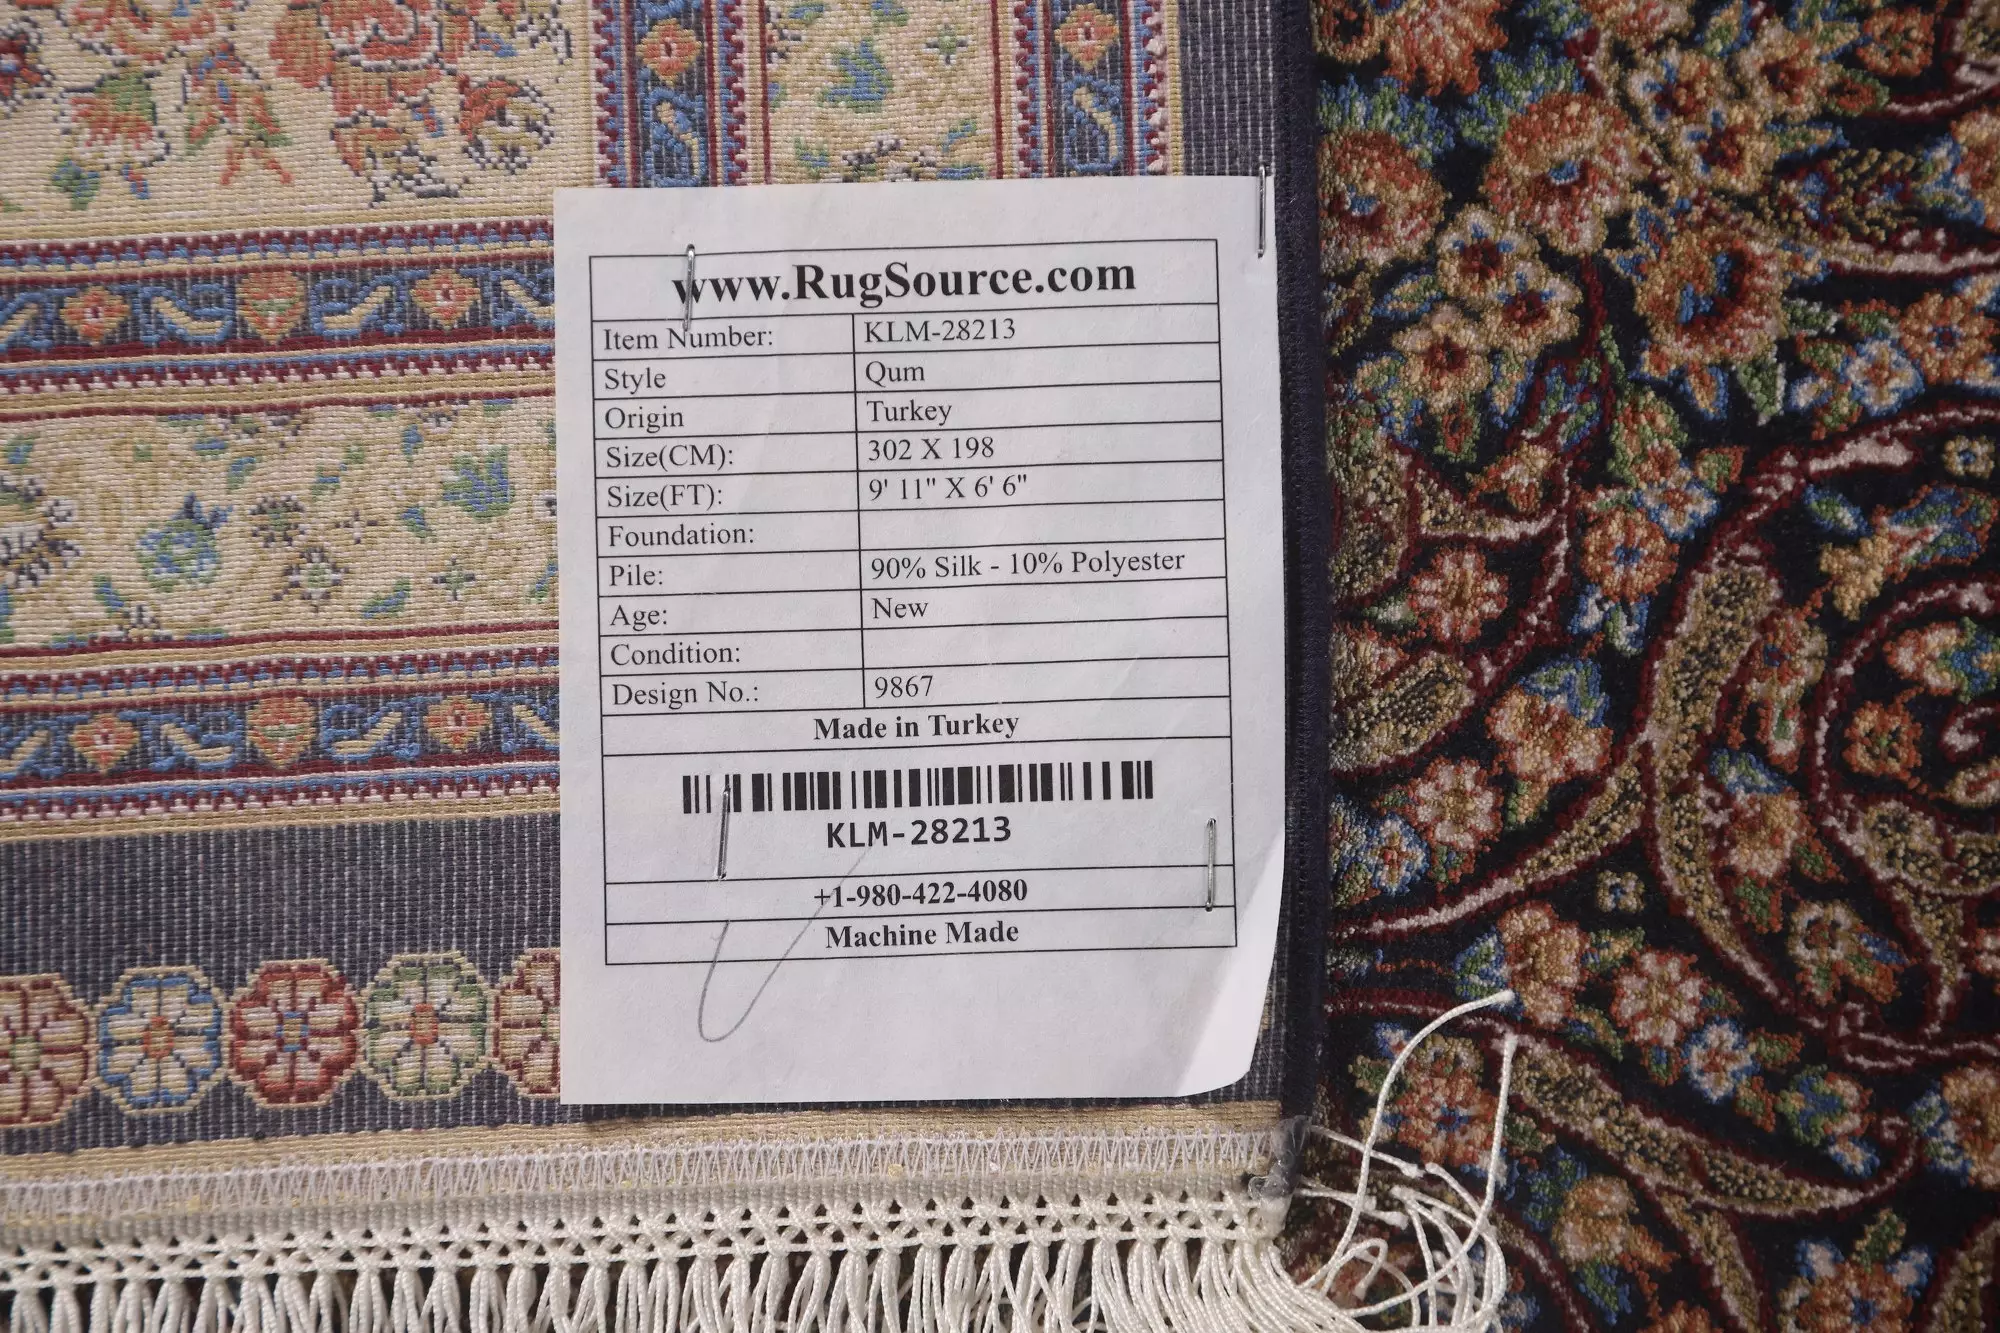 www.RugSource.com
Item Number: KLM-28213
Style Qum
Origin Turkey
Size(CM): 302 X 198
Size(FT): 9' 11" X 6' 6"
Foundation:
Pile: 90% Silk - 10% Polyester
Age: New
Condition:
Design No.: 9867
Made in Turkey
KLM-28213
+1-980-422-4080
Machine Made